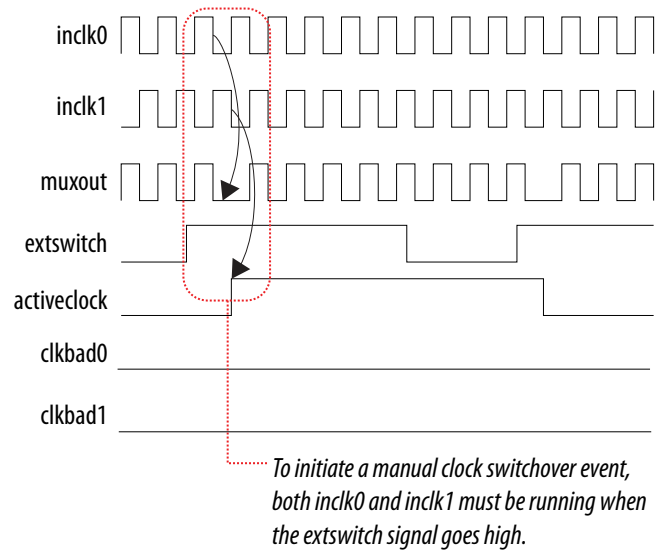 inclk0
inclk1
muxout
extswitch
activeclock
clkbad0
clkbad1
To initiate a manual clock switchover event,
both inclk0 and inclk1 must be running when
the extswitch signal goes high.